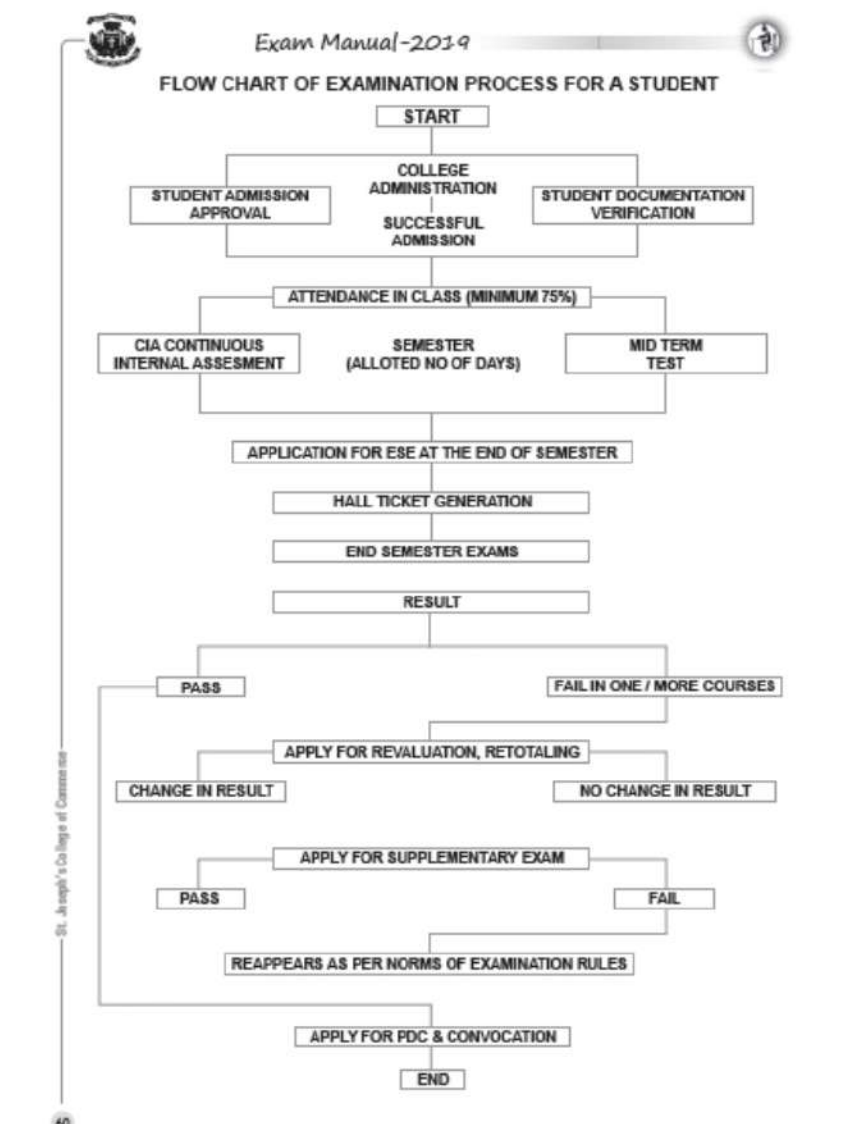 Exam Manual-2019
FLOW CHART OF EXAMINATION PROCESS FOR A STUDENT
START
COLLEGE
ADMINISTRATION
STUDENT ADMISSION
APPROVAL
SUCCESSFUL
ADMISSION
STUDENT DOCUMENTATION
VERIFICATION
ATTENDANCE IN CLASS (MINIMUM 75%)
CIA CONTINUOUS
INTERNAL ASSESMENT
SEMESTER
(ALLOTED NO OF DAYS)
MID TERM
TEST
APPLICATION FOR ESE AT THE END OF SEMESTER
HALL TICKET GENERATION
END SEMESTER EXAMS
RESULT
PASS
FAIL IN ONE / MORE COURSES
APPLY FOR REVALUATION, RETOTALING
CHANGE IN RESULT
NO CHANGE IN RESULT
APPLY FOR SUPPLEMENTARY EXAM
PASS
FAIL
REAPPEARS AS PER NORMS OF EXAMINATION RULES
APPLY FOR PDC & CONVOCATION
END
St. Joseph's College of Commerce